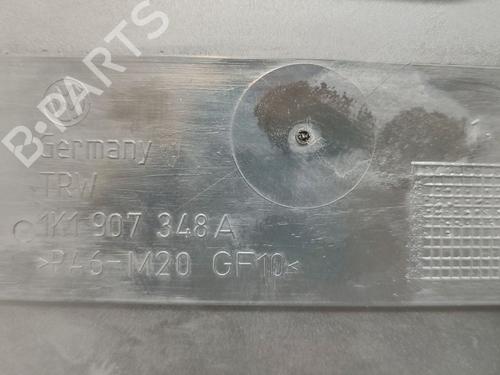 B-PARTS
Germany
TRW
1K1 907 348 A
>PA6-M20 GF10<